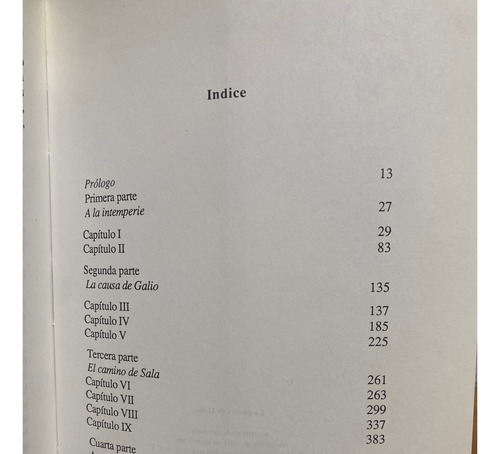 Indice
Prólogo 13
Primera parte
A la intemperie 27
Capítulo I 29
Capítulo II 83
Segunda parte
La causa de Galio 135
Capítulo III 137
Capítulo IV 185
Capítulo V 225
Tercera parte
El camino de Sala 261
Capítulo VI 263
Capítulo VII 299
Capítulo VIII 337
Capítulo IX 383
Cuarta parte